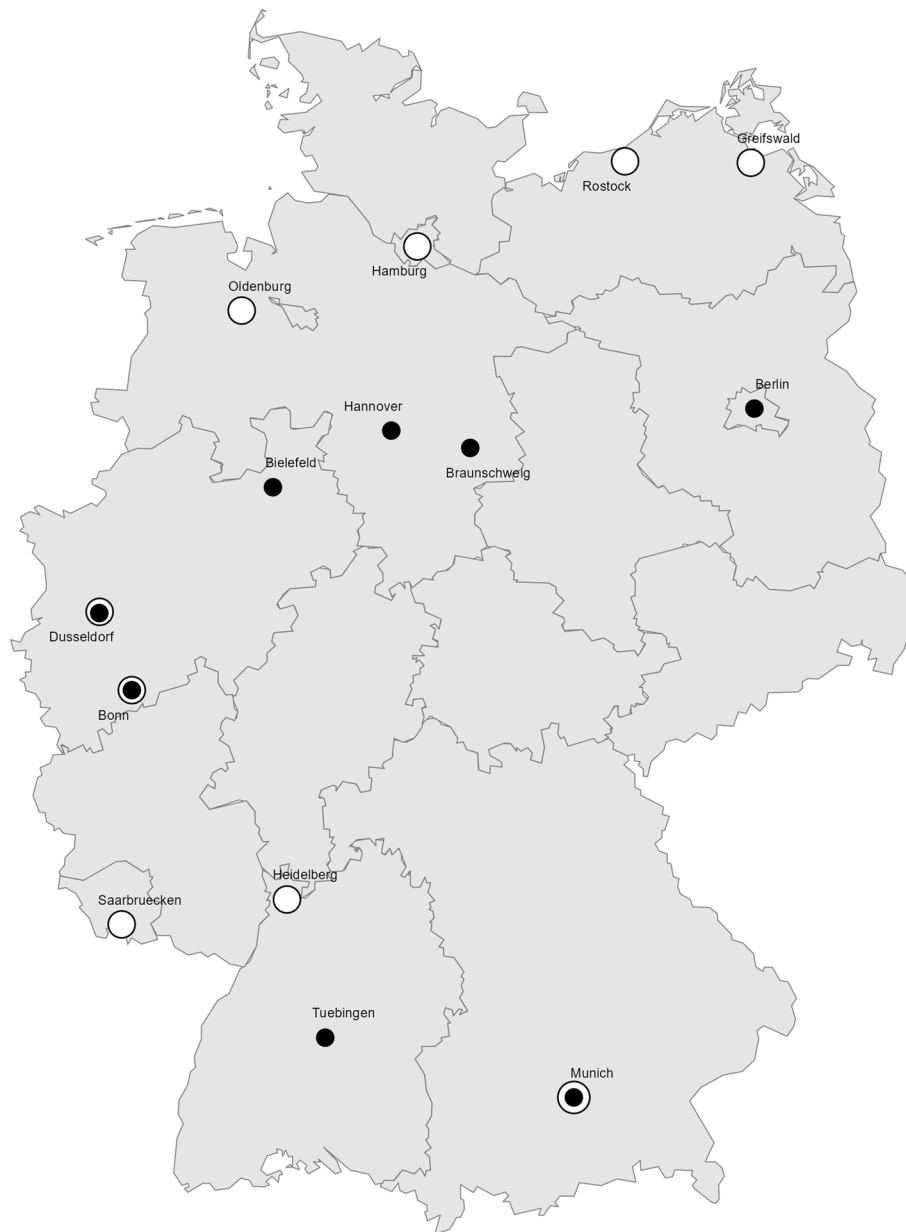 Greifswald
Rostock
Hamburg
Oldenburg
Berlin
Hannover
Bielefeld
Braunschweig
Dusseldorf
Bonn
Heidelberg
Saarbruecken
Tuebingen
Munich